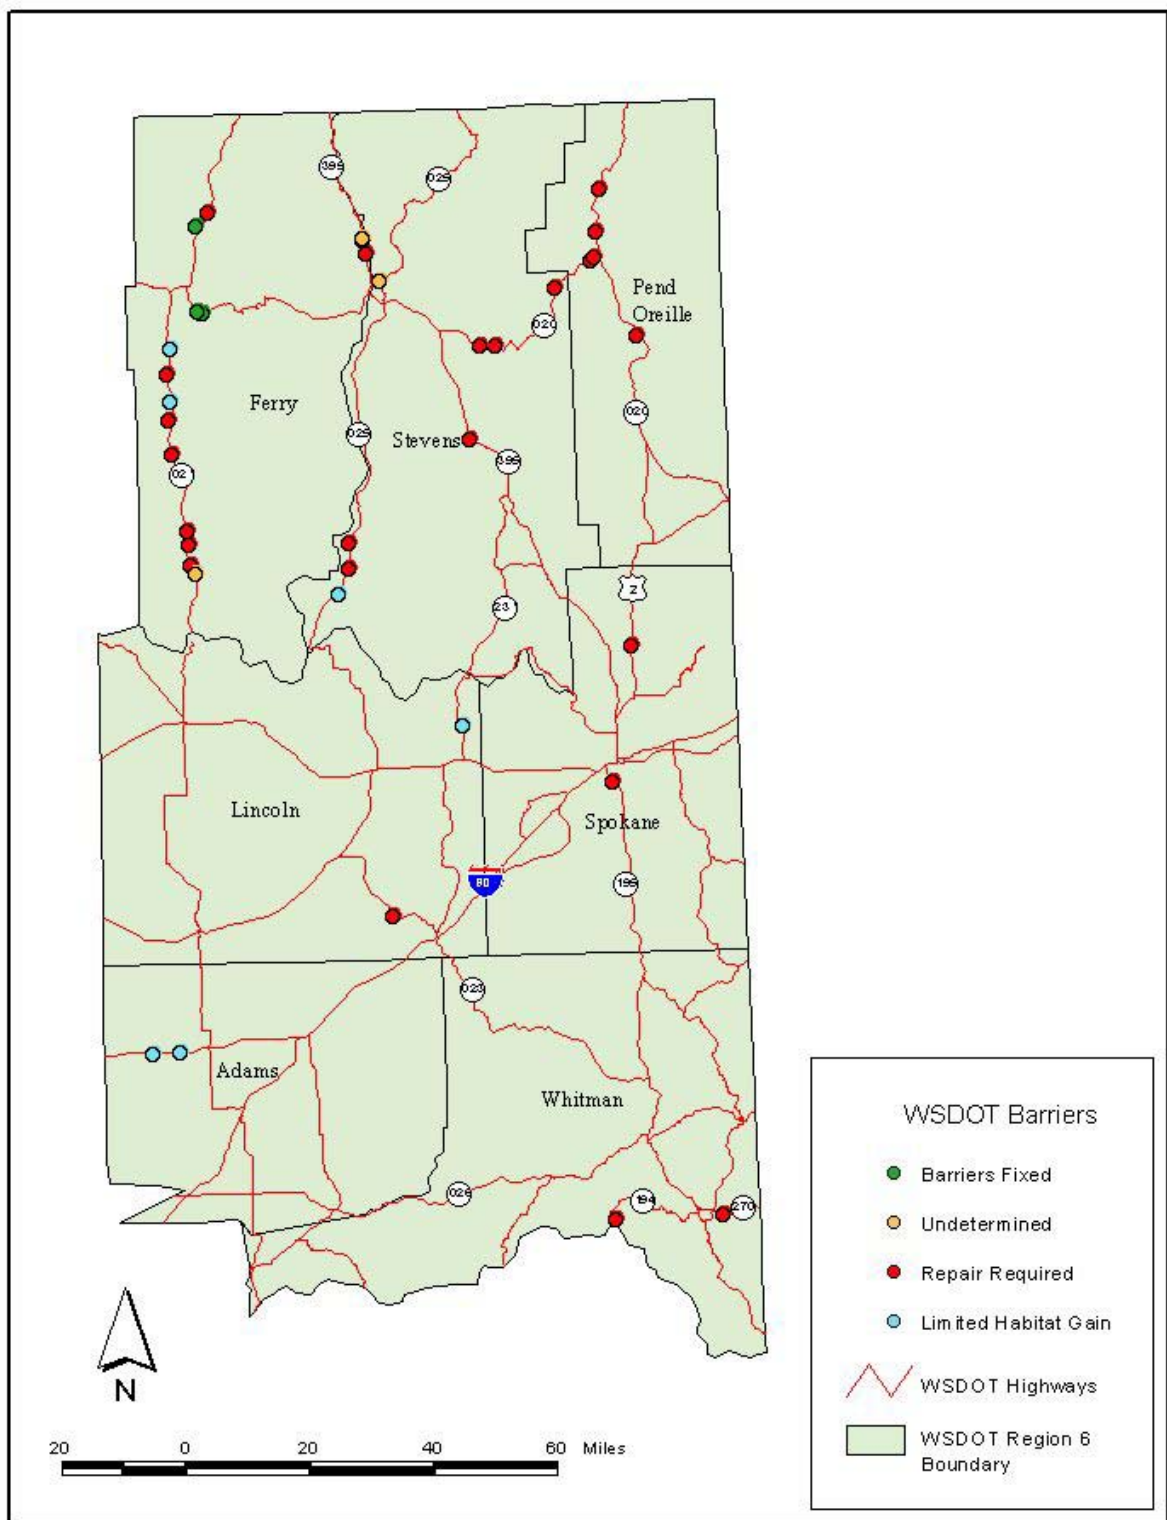 395
025
Pend
Oreille
020
Ferry
020
025
Stevens
395
02
2
23
Lincoln
Spokane
90
195
023
Adams
Whitman
WSDOT Barriers
Barriers Fixed
026
194
270
Undetermined
Repair Required
Limited Habitat Gain
N
WSDOT Highways
WSDOT Region 6
Boundary
20 0 20 40 60 Miles